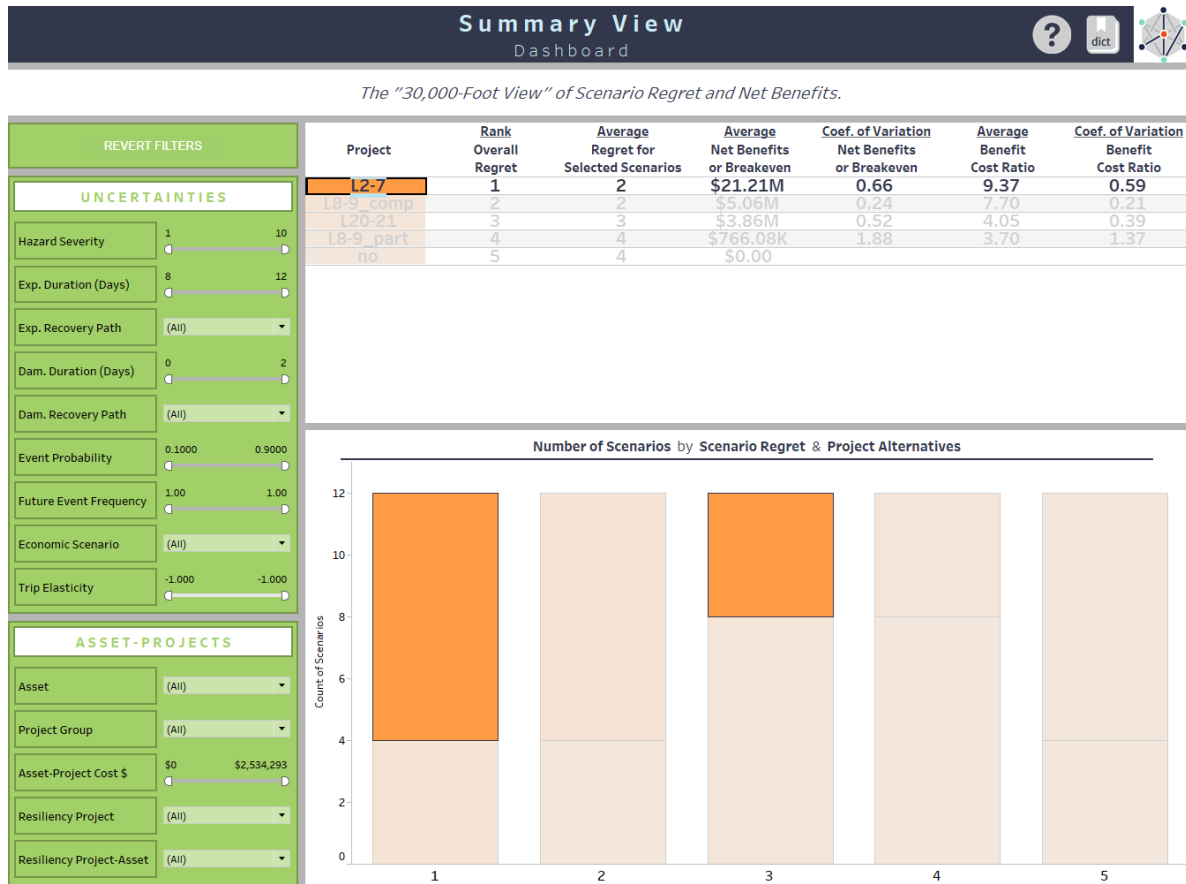 Summary View
Dashboard
?
dict
The "30,000-Foot View" of Scenario Regret and Net Benefits.
REVERT FILTERS
UNCERTAINTIES
Hazard Severity
1 10
Exp. Duration (Days)
8 12
Exp. Recovery Path
(All)
Dam. Duration (Days)
0 2
Dam. Recovery Path
(All)
Event Probability
0.1000 0.9000
Future Event Frequency
1.00 1.00
Economic Scenario
(All)
Trip Elasticity
-1.000 -1.000
ASSET-PROJECTS
Asset
(All)
Project Group
(All)
Asset-Project Cost $
$0 $2,534,293
Resiliency Project
(All)
Resiliency Project-Asset
(All)
Rank Average Average Coef. of Variation Average Coef. of Variation
Project Overall Regret for Net Benefits Net Benefits Benefit Benefit
Regret Selected Scenarios or Breakeven or Breakeven Cost Ratio Cost Ratio
L2-7 1 2 $21.21M 0.66 9.37 0.59
L8-9_comp 2 2 $5.06M 0.24 7.70 0.21
L20-21 3 3 $3.86M 0.52 4.05 0.39
L8-9_part 4 4 $766.08K 1.88 3.70 1.37
no 5 4 $0.00
Number of Scenarios by Scenario Regret & Project Alternatives
Count of Scenarios
12
10
8
6
4
2
0
1 2 3 4 5